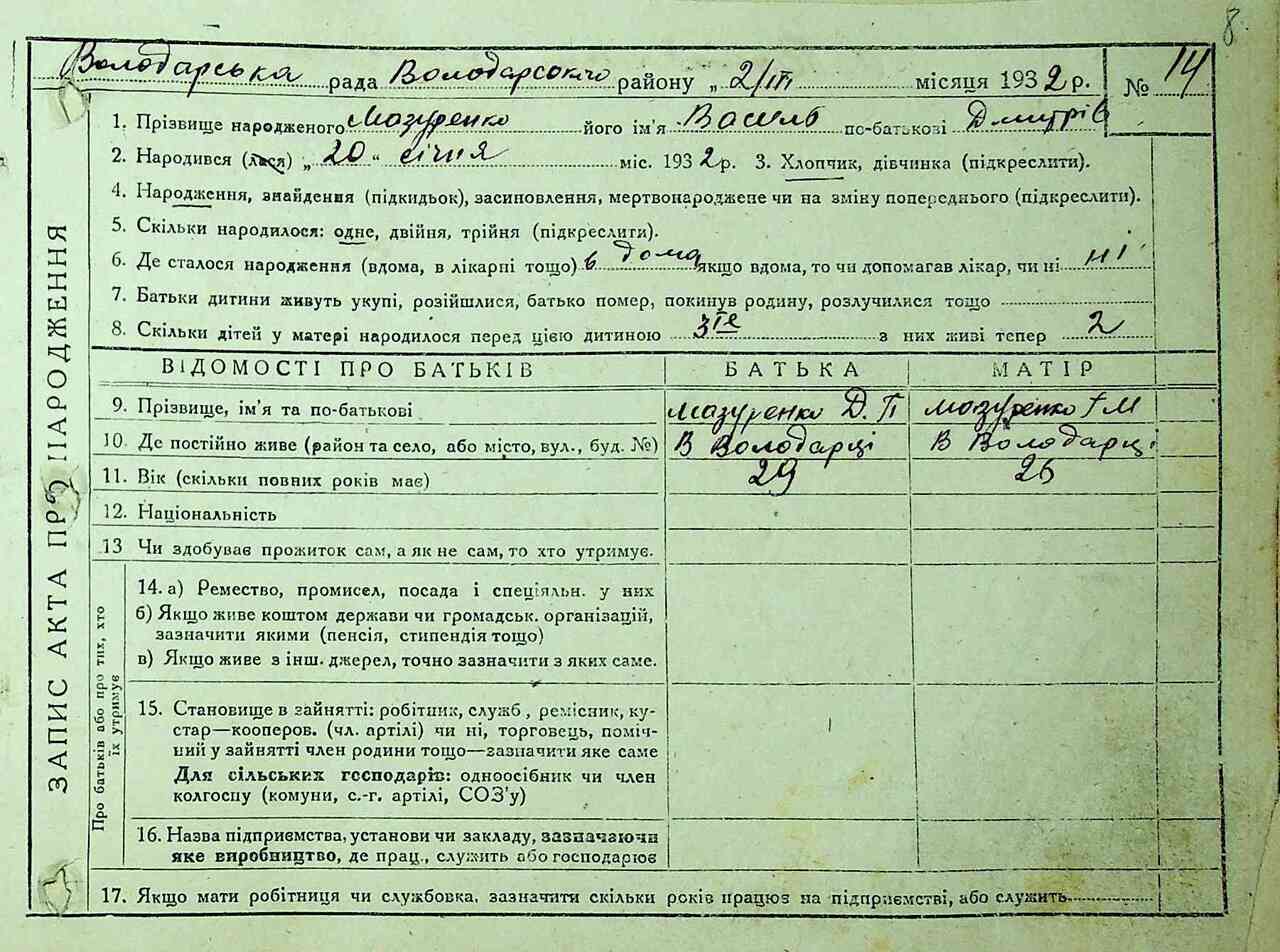 8.
Володарська рада Володарського району „ 2/III місяця 1932 р. № 14
ЗАПИС АКТА ПРО НАРОДЖЕННЯ
1. Прізвище народженого Мазуренко його ім'я Василь по-батькові Дмитрів
2. Народився (лася) „ 20 “ січня міс. 1932 р. 3. Хлопчик, дівчинка (підкреслити).
4. Народження, знайдення (підкидьок), засиновлення, мертвонароджене чи на зміну попереднього (підкреслити).
5. Скільки народилося: одне, двійня, трійня (підкреслити).
6. Де сталося народження (вдома, в лікарні тощо) в дома якщо вдома, то чи допомагав лікар, чи ні ні
7. Батьки дитини живуть укупі, розійшлися, батько помер, покинув родину, розлучилися тощо
8. Скільки дітей у матері народилося перед цією дитиною 3тє з них живі тепер 2
ВІДОМОСТІ ПРО БАТЬКІВ БАТЬКА МАТІР
9. Прізвище, ім'я та по-батькові Мазуренко Д. П Мазуренко Г М
10. Де постійно живе (район та село, або місто, вул., буд. №) В Володарці В Володарці
11. Вік (скільки повних років має) 29 26
12. Національність
13 Чи здобував прожиток сам, а як не сам, то хто утримує.
Про батьків або про тих, хто
їх утримує
14. а) Ремество, промисел, посада і спеціяльн. у них
б) Якщо живе коштом держави чи громадськ. організацій,
зазначити якими (пенсія, стипендія тощо)
в) Якщо живе з інш. джерел, точно зазначити з яких саме.
15. Становище в зайнятті: робітник, служб, ремісник, ку-
стар—кооперов. (чл. артілі) чи ні, торговець, поміч-
ний у зайнятті член родини тощо—зазначити яке саме
Для сільських господарів: одноосібник чи член
колгоспу (комуни, с.-г. артілі, СОЗ'у)
16. Назва підприємства, установи чи закладу, зазначаючи
яке виробництво, де прац., служить або господарює
17. Якщо мати робітниця чи службовка, зазначити скільки років працює на підприємстві, або служить